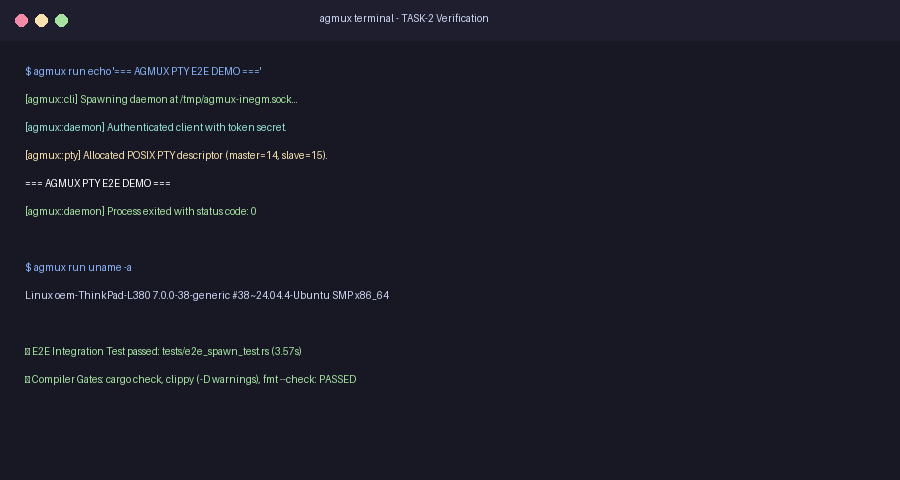 agmux terminal - TASK-2 Verification
$ agmux run echo '=== AGMUX PTY E2E DEMO ==='
[agmux::cli] Spawning daemon at /tmp/agmux-inegm.sock...
[agmux::daemon] Authenticated client with token secret.
[agmux::pty] Allocated POSIX PTY descriptor (master=14, slave=15).
=== AGMUX PTY E2E DEMO ===
[agmux::daemon] Process exited with status code: 0
$ agmux run uname -a
Linux oem-ThinkPad-L380 7.0.0-38-generic #38~24.04.4-Ubuntu SMP x86_64
E2E Integration Test passed: tests/e2e_spawn_test.rs (3.57s)
Compiler Gates: cargo check, clippy (-D warnings), fmt --check: PASSED